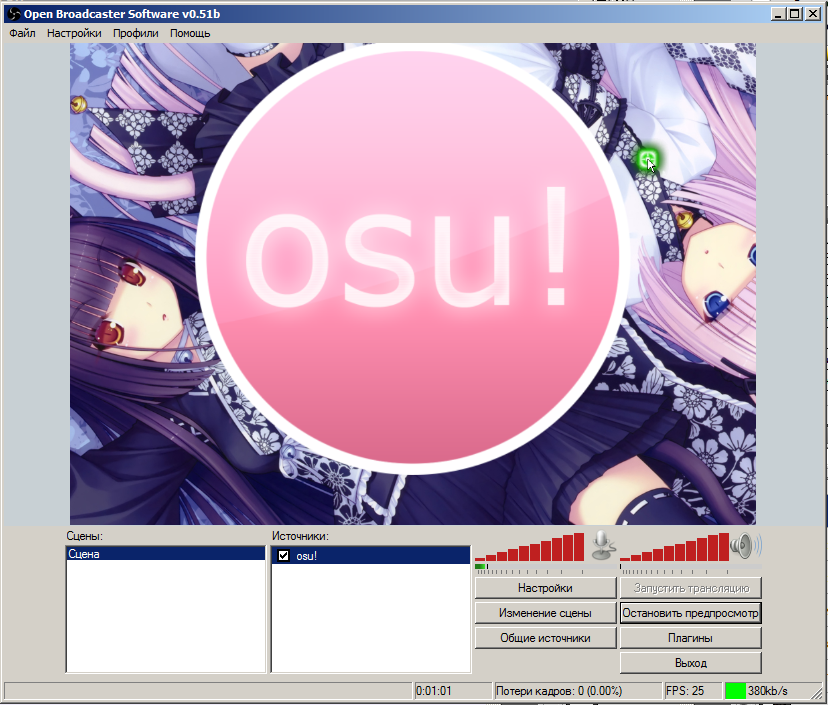 Open Broadcaster Software v0.51b
Файл Настройки Профили Помощь
osu!
Сцены:
Источники:
Сцена
osu!
Настройки
Запустить трансляцию
Изменение сцены
Остановить предпросмотр
Общие источники
Плагины
Выход
0:01:01
Потери кадров: 0 (0.00%)
FPS: 25
380kb/s